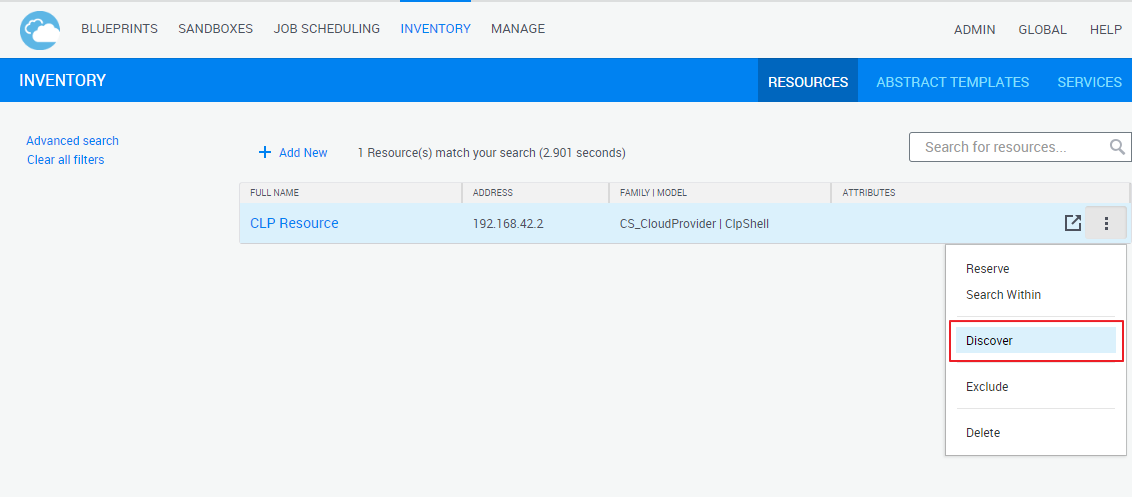 BLUEPRINTS SANDBOXES JOB SCHEDULING INVENTORY MANAGE ADMIN GLOBAL HELP
INVENTORY RESOURCES ABSTRACT TEMPLATES SERVICES
Advanced search
Clear all filters
+ Add New 1 Resource(s) match your search (2.901 seconds) Search for resources...
FULL NAME ADDRESS FAMILY | MODEL ATTRIBUTES
CLP Resource 192.168.42.2 CS_CloudProvider | ClpShell
Reserve
Search Within
Discover
Exclude
Delete